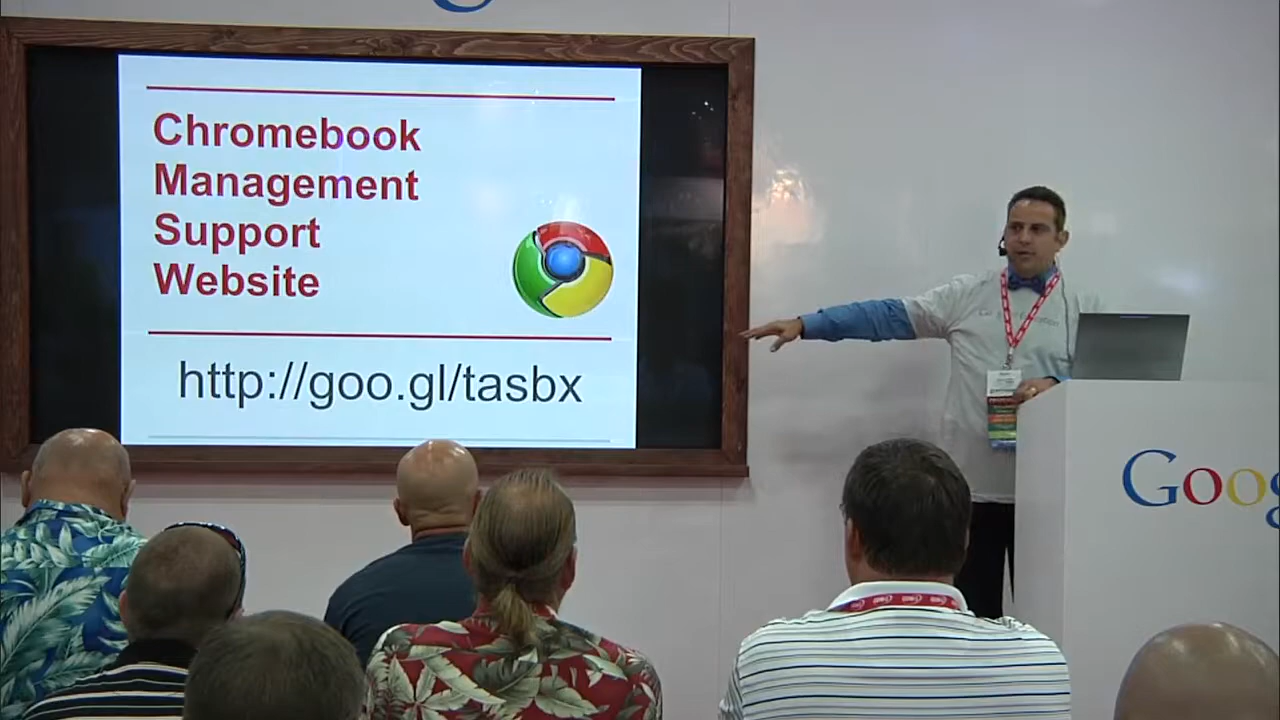 Chromebook
Management
Support
Website
http://goo.gl/tasbx
Goog